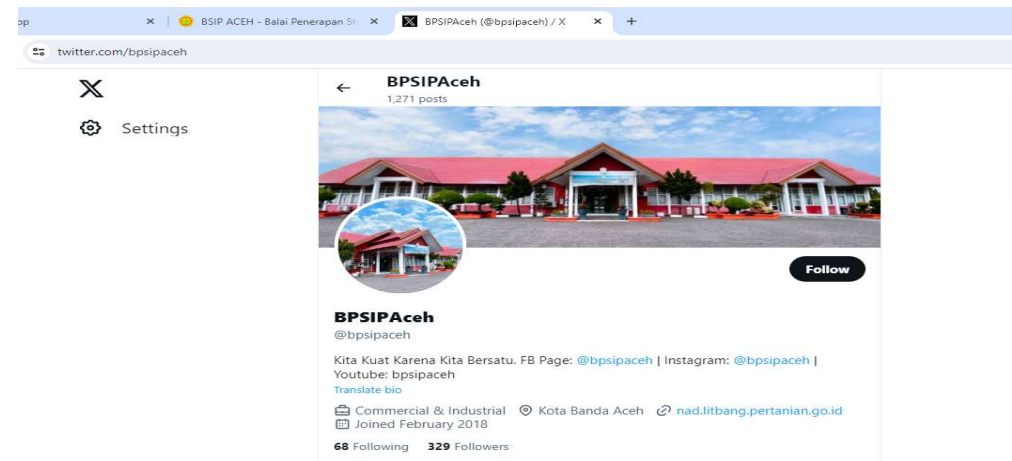 op
BSIP ACEH - Balai Penerapan St
BPSIPAceh (@bpsipaceh) / X
twitter.com/bpsipaceh
BPSIPAceh
1,271 posts
Settings
Follow
BPSIPAceh
@bpsipaceh
Kita Kuat Karena Kita Bersatu. FB Page: @bpsipaceh | Instagram: @bpsipaceh |
Youtube: bpsipaceh
Translate bio
Commercial & Industrial Kota Banda Aceh nad.litbang.pertanian.go.id
Joined February 2018
68 Following 329 Followers